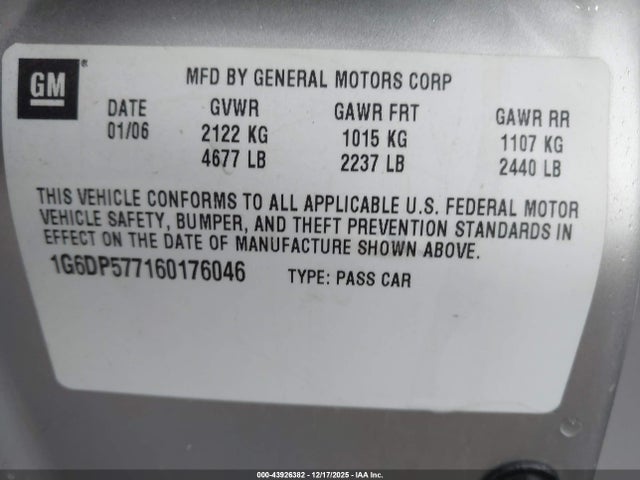 GM®
MFD BY GENERAL MOTORS CORP
DATE GVWR GAWR FRT GAWR RR
01/06 2122 KG 1015 KG 1107 KG
4677 LB 2237 LB 2440 LB
THIS VEHICLE CONFORMS TO ALL APPLICABLE U.S. FEDERAL MOTOR
VEHICLE SAFETY, BUMPER, AND THEFT PREVENTION STANDARDS IN
EFFECT ON THE DATE OF MANUFACTURE SHOWN ABOVE.
1G6DP577160176046 TYPE: PASS CAR
000-43926382 - 12/17/2025 - IAA Inc.